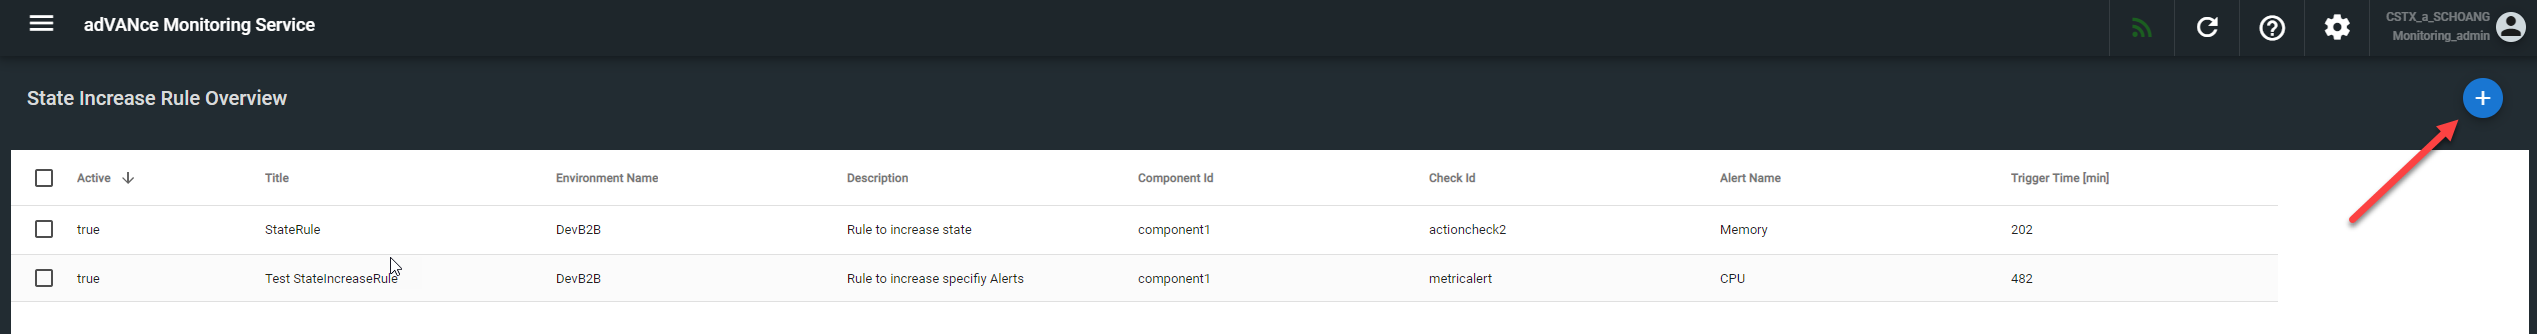 adVANce Monitoring Service
CSTX_a_SCHOANG
Monitoring_admin
State Increase Rule Overview
Active Title Environment Name Description Component Id Check Id Alert Name Trigger Time [min]
true StateRule DevB2B Rule to increase state component1 actioncheck2 Memory 202
true Test StateIncreaseRule DevB2B Rule to increase specifiy Alerts component1 metricalert CPU 482